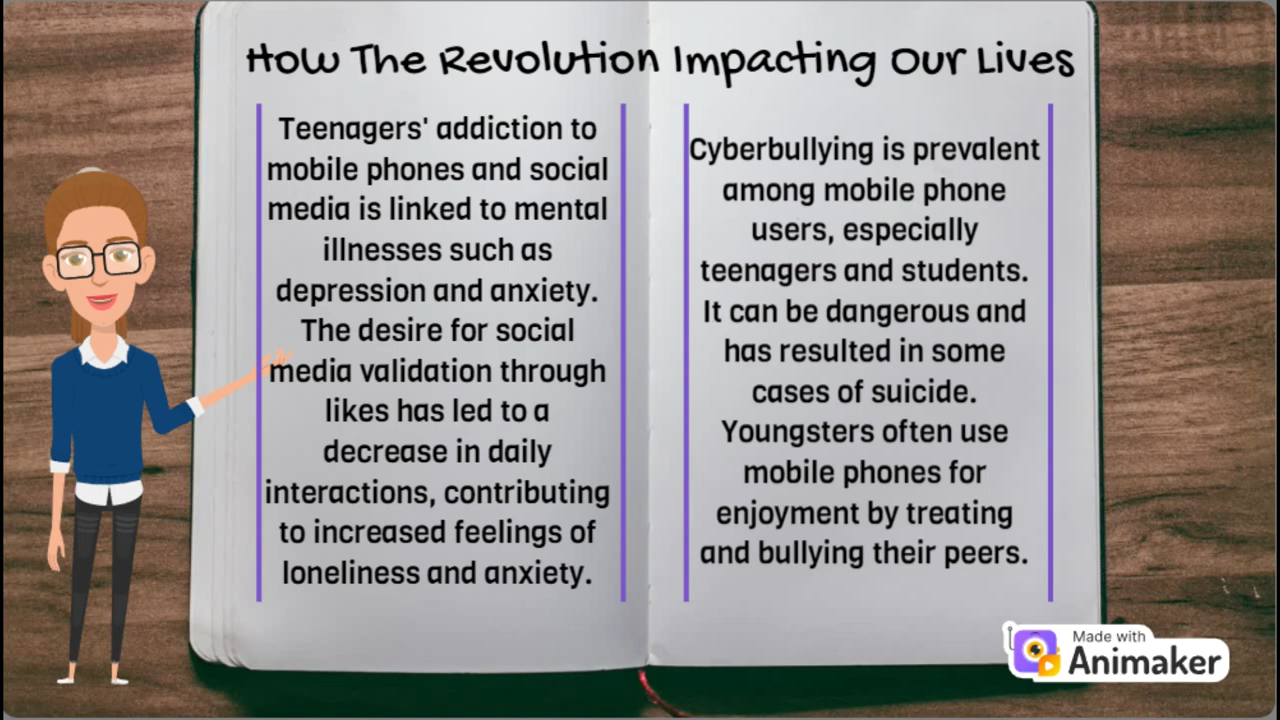 How The Revolution Impacting Our Lives
Teenagers' addiction to
mobile phones and social
media is linked to mental
illnesses such as
depression and anxiety.
The desire for social
media validation through
likes has led to a
decrease in daily
interactions, contributing
to increased feelings of
loneliness and anxiety.
Cyberbullying is prevalent
among mobile phone
users, especially
teenagers and students.
It can be dangerous and
has resulted in some
cases of suicide.
Youngsters often use
mobile phones for
enjoyment by treating
and bullying their peers.
Made with
Animaker